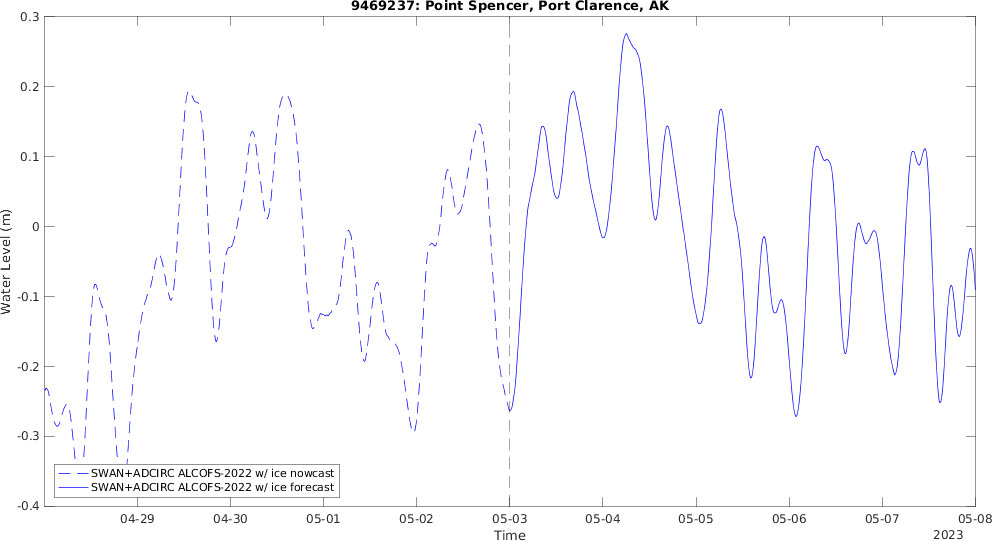 9469237: Point Spencer, Port Clarence, AK
0.3
0.2
0.1
0
-0.1
-0.2
-0.3
-0.4
Water Level (m)
SWAN+ADCIRC ALCOFS-2022 w/ ice nowcast
SWAN+ADCIRC ALCOFS-2022 w/ ice forecast
04-29 04-30 05-01 05-02 05-03 05-04 05-05 05-06 05-07 05-08
Time
2023